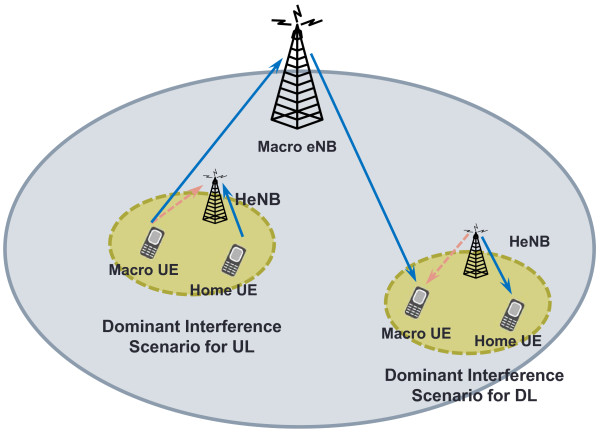 Macro eNB
HeNB
Macro UE
Home UE
Dominant Interference
Scenario for UL
HeNB
Macro UE
Home UE
Dominant Interference
Scenario for DL